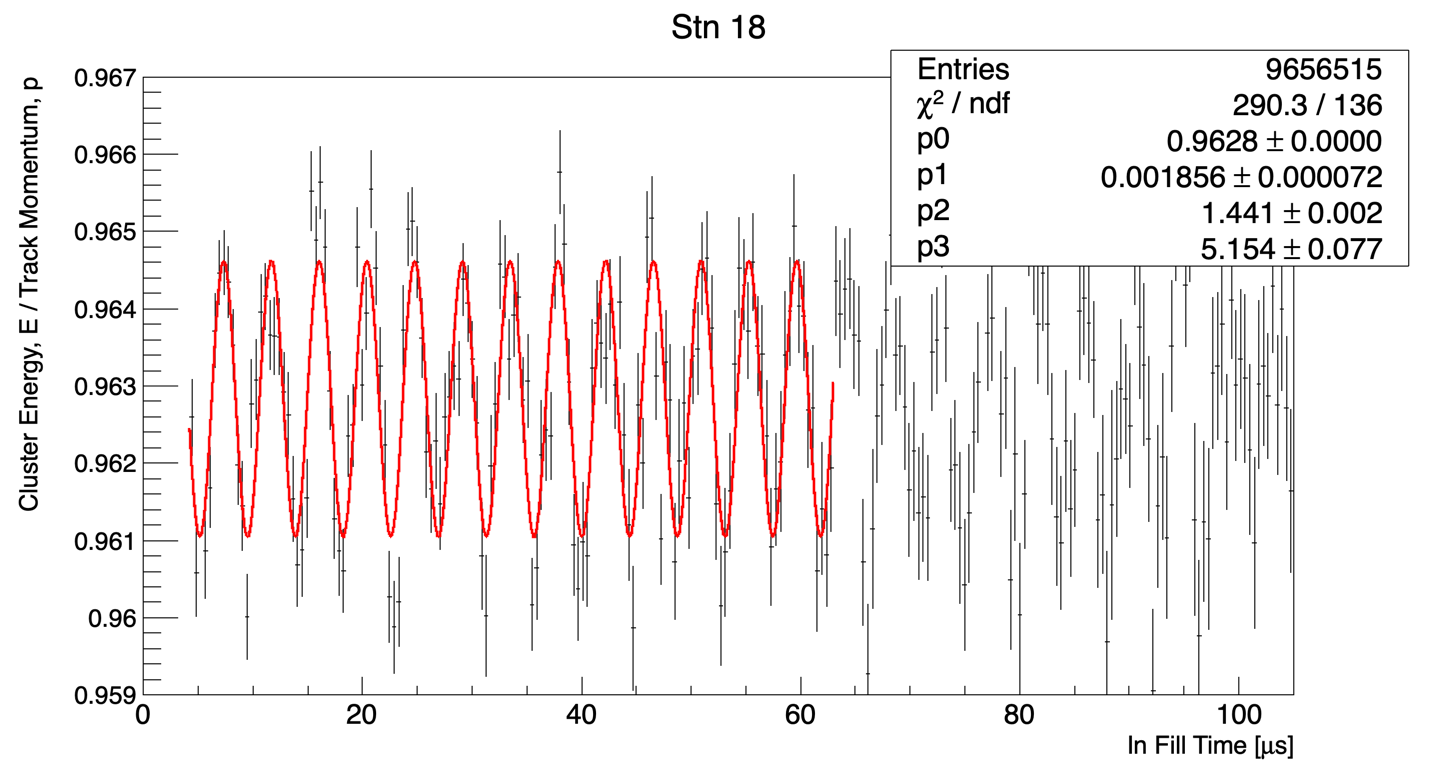 Stn 18
Cluster Energy, E / Track Momentum, p
0.967
0.966
0.965
0.964
0.963
0.962
0.961
0.96
0.959
Entries 9656515
χ² / ndf 290.3 / 136
p0 0.9628 ± 0.0000
p1 0.001856 ± 0.000072
p2 1.441 ± 0.002
p3 5.154 ± 0.077
0 20 40 60 80 100
In Fill Time [μs]